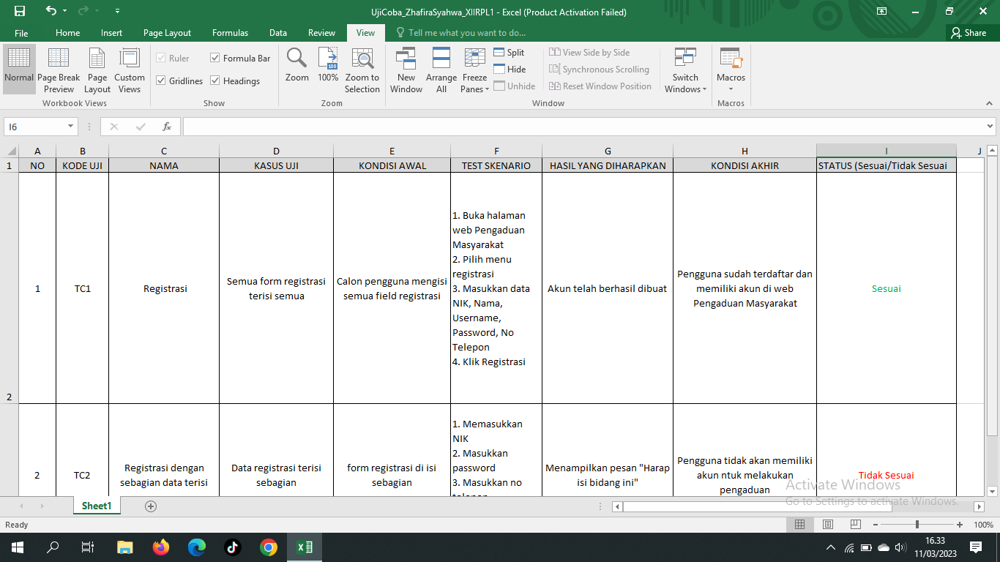 UjiCoba_ZhafiraSyahwa_XIIRPL1 - Excel (Product Activation Failed)
File Home Insert Page Layout Formulas Data Review View Tell me what you want to do... Share
Normal
Page Break
Preview
Page
Layout
Custom
Views
Workbook Views
Ruler
Formula Bar
Gridlines
Headings
Show
Zoom
100
100%
Zoom to
Selection
Zoom
New
Window
Arrange
All
Freeze
Panes
Split
Hide
Unhide
View Side by Side
Synchronous Scrolling
Reset Window Position
Window
Switch
Windows
Macros
Macros
I6
fx
A B C D E F G H I J
1 NO KODE UJI NAMA KASUS UJI KONDISI AWAL TEST SKENARIO HASIL YANG DIHARAPKAN KONDISI AKHIR STATUS (Sesuai/Tidak Sesuai
2
1
TC1
Registrasi
Semua form registrasi
terisi semua
Calon pengguna mengisi
semua field registrasi
1. Buka halaman
web Pengaduan
Masyarakat
2. Pilih menu
registrasi
3. Masukkan data
NIK, Nama,
Username,
Password, No
Telepon
4. Klik Registrasi
Akun telah berhasil dibuat
Pengguna sudah terdaftar dan
memiliki akun di web
Pengaduan Masyarakat
Sesuai
2
TC2
Registrasi dengan
sebagian data terisi
Data registrasi terisi
sebagian
form registrasi di isi
sebagian
1. Memasukkan
NIK
2. Masukkan
password
3. Masukkan no
Menampilkan pesan "Harap
isi bidang ini"
Pengguna tidak akan memiliki
akun ntuk melakukan
pengaduan
Tidak Sesuai
Activate Windows
Go to Settings to activate Windows.
Sheet1
Ready
100%
16.33
11/03/2023